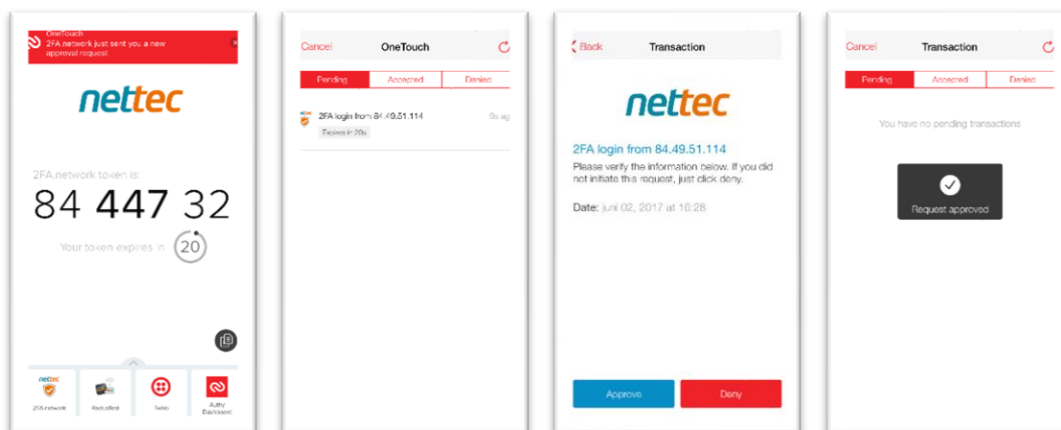 OneTouch
2FA.network just sent you a new
approval request
nettec
2FA.network token is:
84 447 32
Your token expires in 20
nettec
2FA.network
Twilio
Authy
Dashboard
Cancel OneTouch
Pending Accepted Denied
2FA login from 84.49.51.114 9s ag
Expires in 20s
Back Transaction
nettec
2FA login from 84.49.51.114
Please verify the information below. If you did
not initiate this request, just click deny.
Date: juni 02, 2017 at 16:28
Approve Deny
Cancel Transaction
Pending Accepted Denied
You have no pending transactions
Request approved